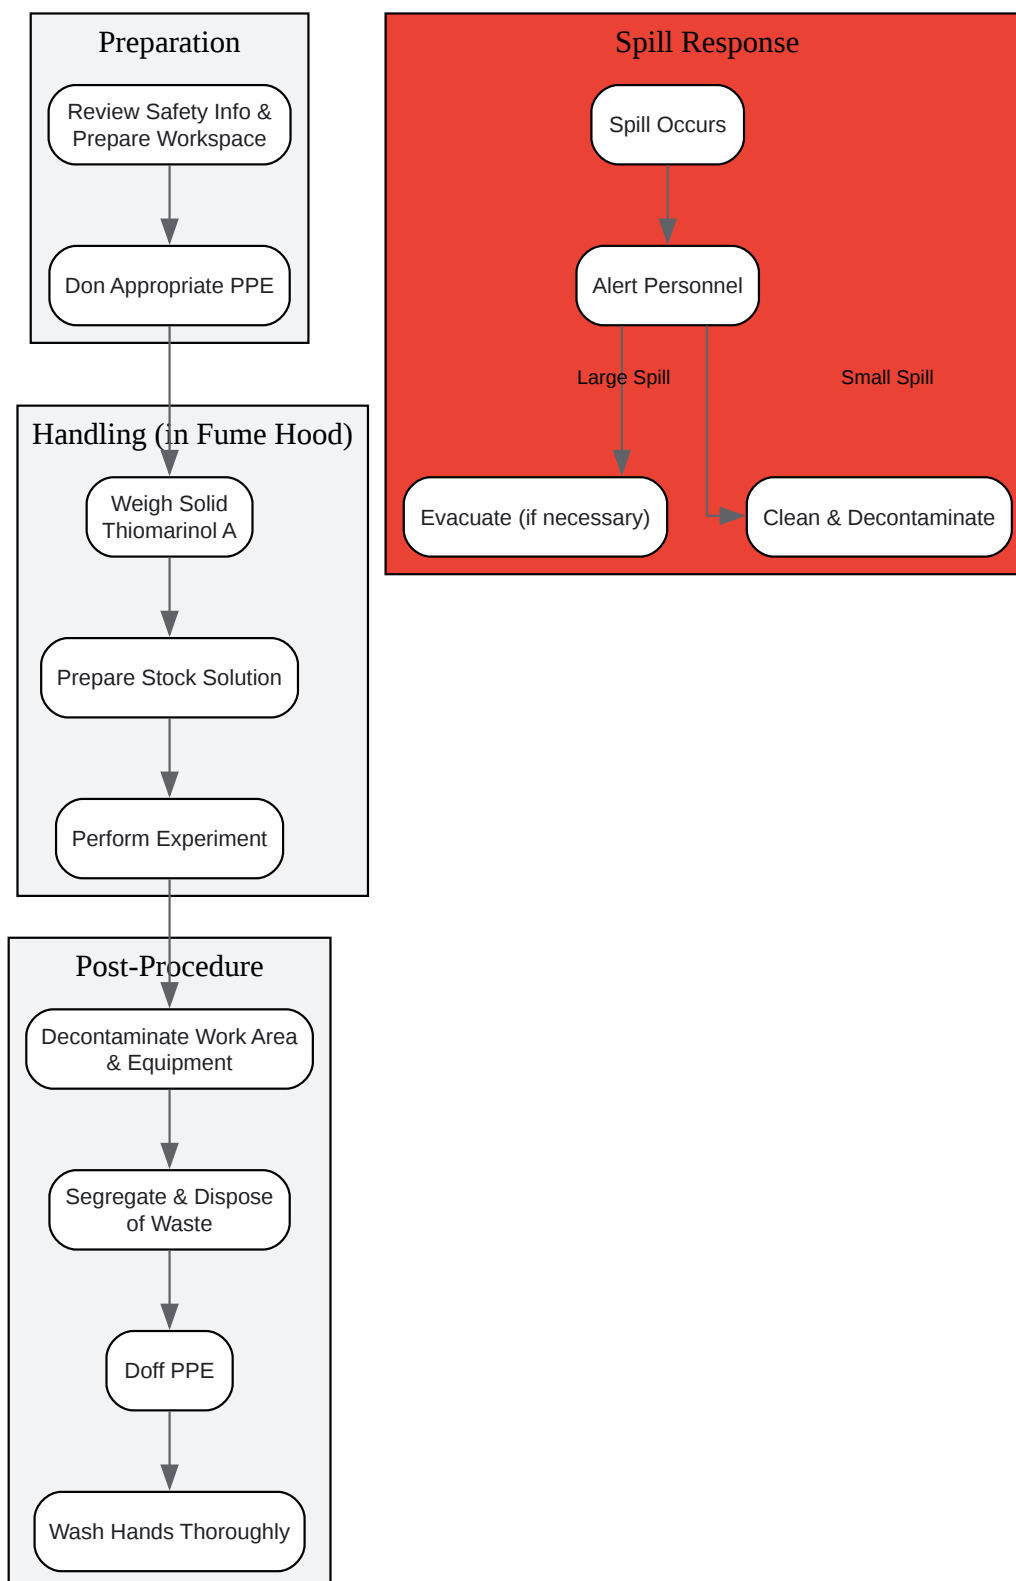 Preparation
Review Safety Info &
Prepare Workspace
Don Appropriate PPE
Handling (in Fume Hood)
Weigh Solid
Thiomarinol A
Prepare Stock Solution
Perform Experiment
Post-Procedure
Decontaminate Work Area
& Equipment
Segregate & Dispose
of Waste
Doff PPE
Wash Hands Thoroughly
Spill Response
Spill Occurs
Alert Personnel
Large Spill
Small Spill
Evacuate (if necessary)
Clean & Decontaminate